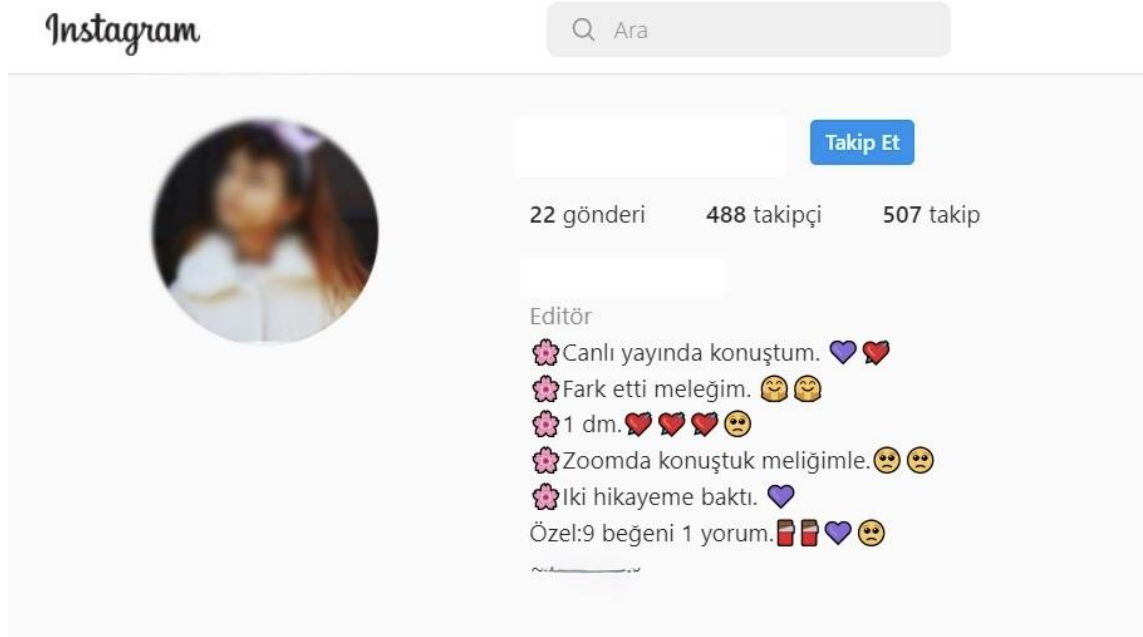 Instagram
Ara
Takip Et
22 gönderi 488 takipçi 507 takip
Editör
🌸Canlı yayında konuştum. 💜💘
🌸Fark etti meleğim. 🤗🤗
🌸1 dm.💘💘💘🥺
🌸Zoomda konuştuk meliğimle.🥺🥺
🌸Iki hikayeme baktı. 💜
Özel:9 beğeni 1 yorum.🍫🍫💜🥺